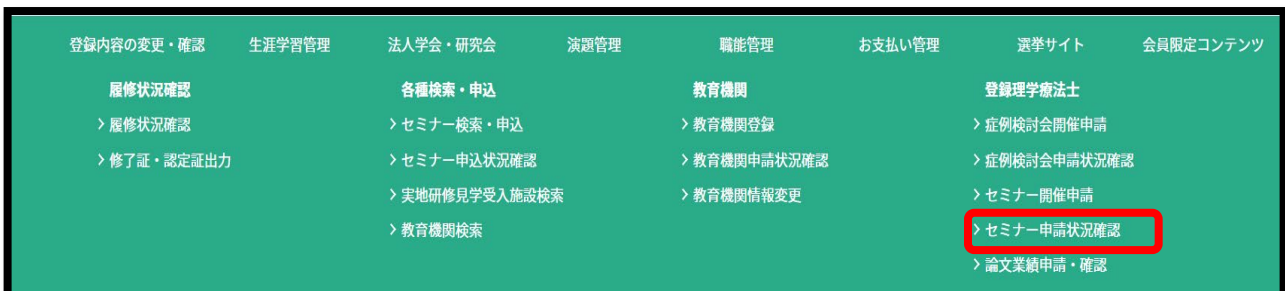 登録内容の変更・確認 生涯学習管理 法人学会・研究会 演題管理 職能管理 お支払い管理 選挙サイト 会員限定コンテンツ
履修状況確認 各種検索・申込 教育機関 登録理学療法士
> 履修状況確認 > セミナー検索・申込 > 教育機関登録 > 症例検討会開催申請
> 修了証・認定証出力 > セミナー申込状況確認 > 教育機関申請状況確認 > 症例検討会申請状況確認
> 実地研修見学受入施設検索 > 教育機関情報変更 > セミナー開催申請
> 教育機関検索 > セミナー申請状況確認
> 論文業績申請・確認